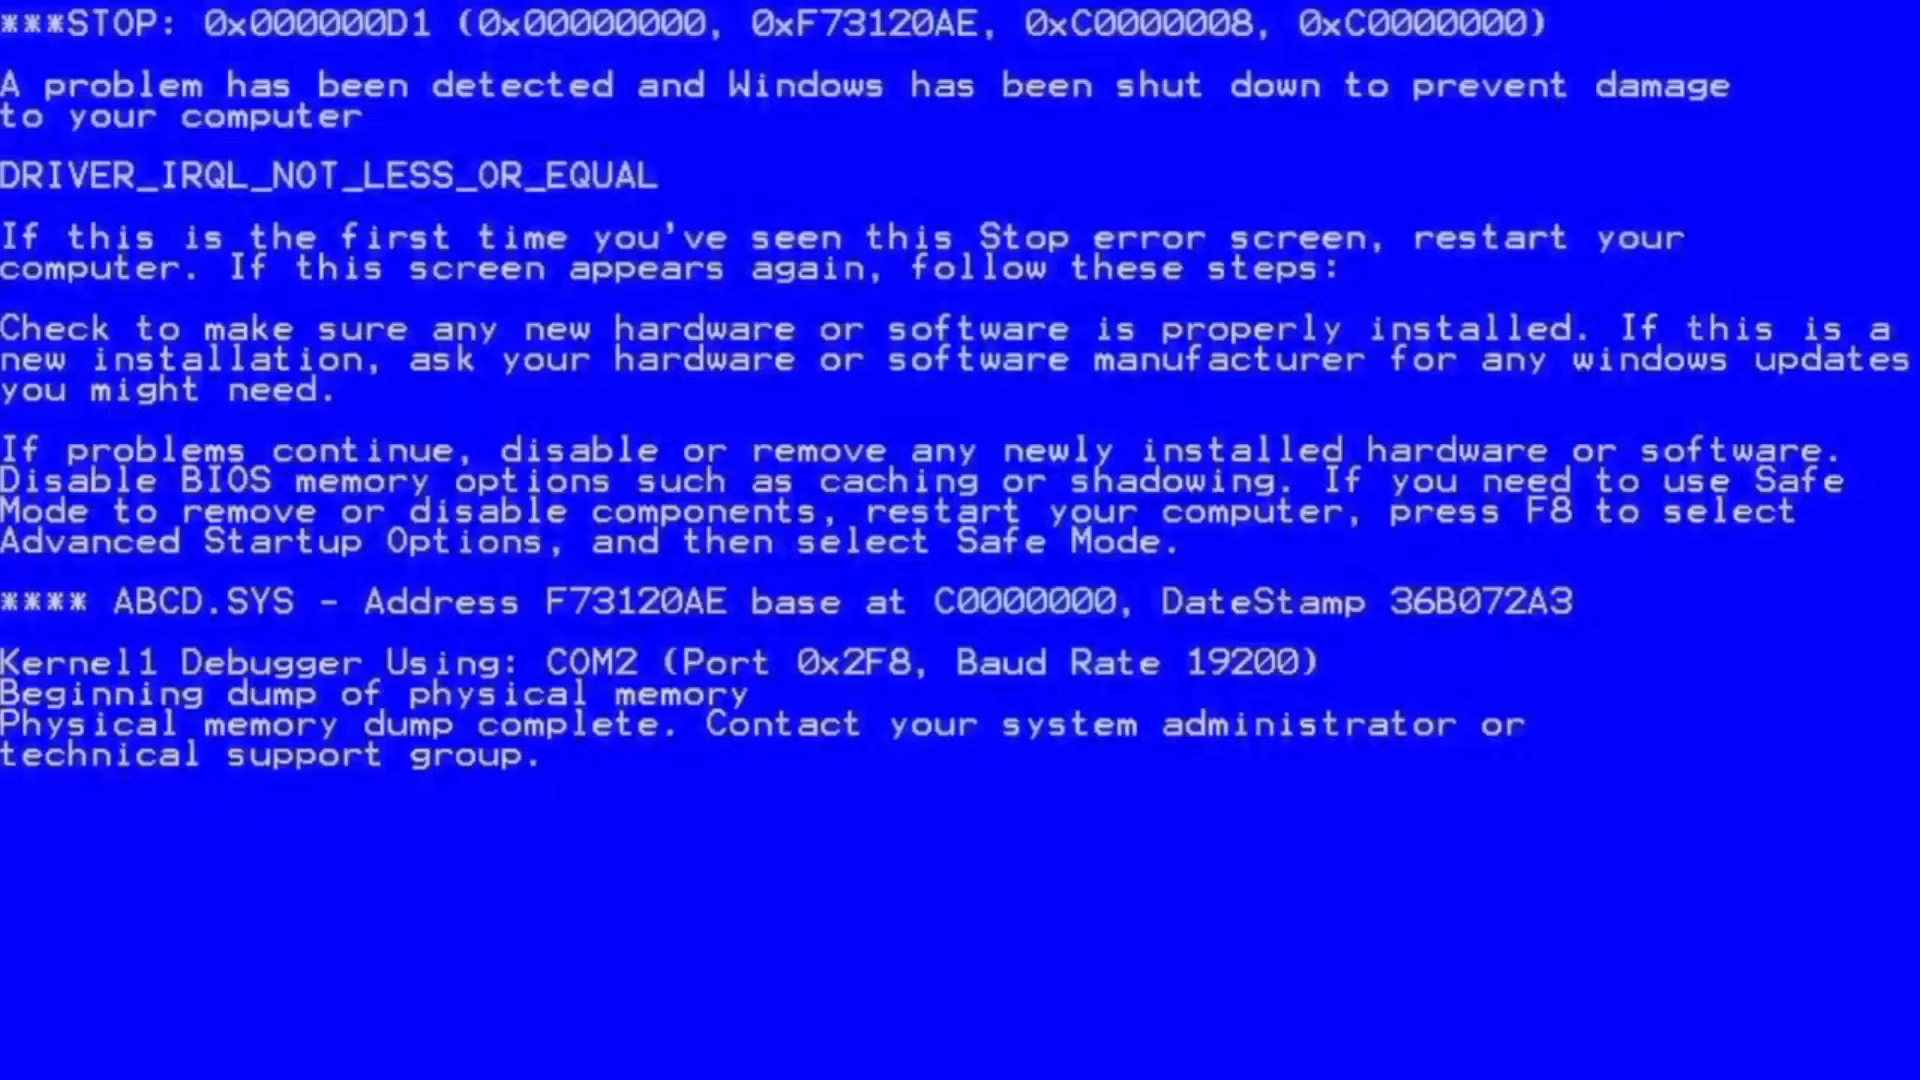 ***STOP: 0x000000D1 (0x00000000, 0xF73120AE, 0xC0000008, 0xC0000000)
A problem has been detected and Windows has been shut down to prevent damage
to your computer
DRIVER_IRQL_NOT_LESS_OR_EQUAL
If this is the first time you've seen this Stop error screen, restart your
computer. If this screen appears again, follow these steps:
Check to make sure any new hardware or software is properly installed. If this is a
new installation, ask your hardware or software manufacturer for any windows updates
you might need.
If problems continue, disable or remove any newly installed hardware or software.
Disable BIOS memory options such as caching or shadowing. If you need to use Safe
Mode to remove or disable components, restart your computer, press F8 to select
Advanced Startup Options, and then select Safe Mode.
**** ABCD.SYS - Address F73120AE base at C0000000, DateStamp 36B072A3
Kernel1 Debugger Using: COM2 (Port 0x2F8, Baud Rate 19200)
Beginning dump of physical memory
Physical memory dump complete. Contact your system administrator or
technical support group.